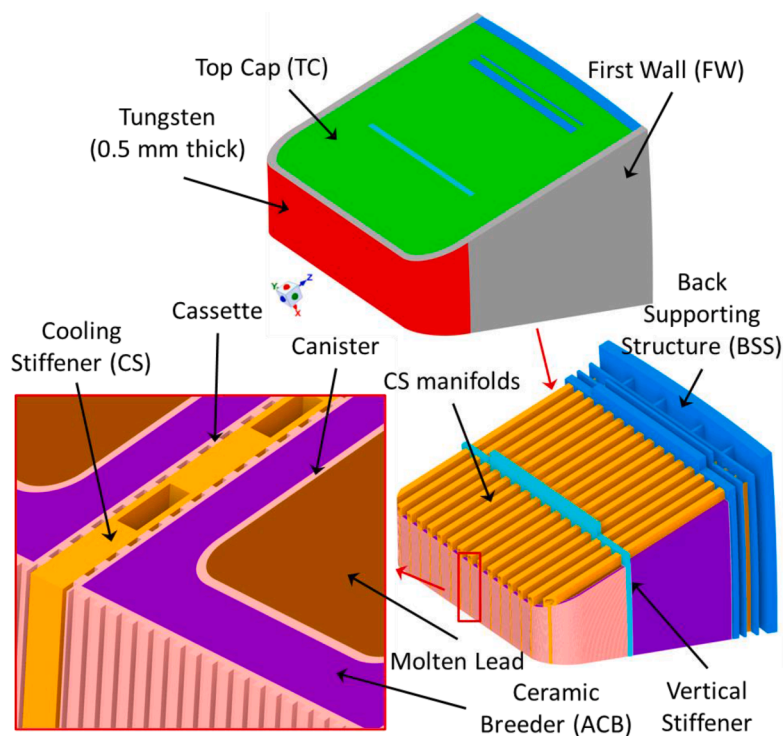 Top Cap (TC)
First Wall (FW)
Tungsten
(0.5 mm thick)
Y
Z
X
Back
Supporting
Structure (BSS)
Cassette
Cooling
Stiffener (CS)
Canister
CS manifolds
Molten Lead
Ceramic
Breeder (ACB)
Vertical
Stiffener